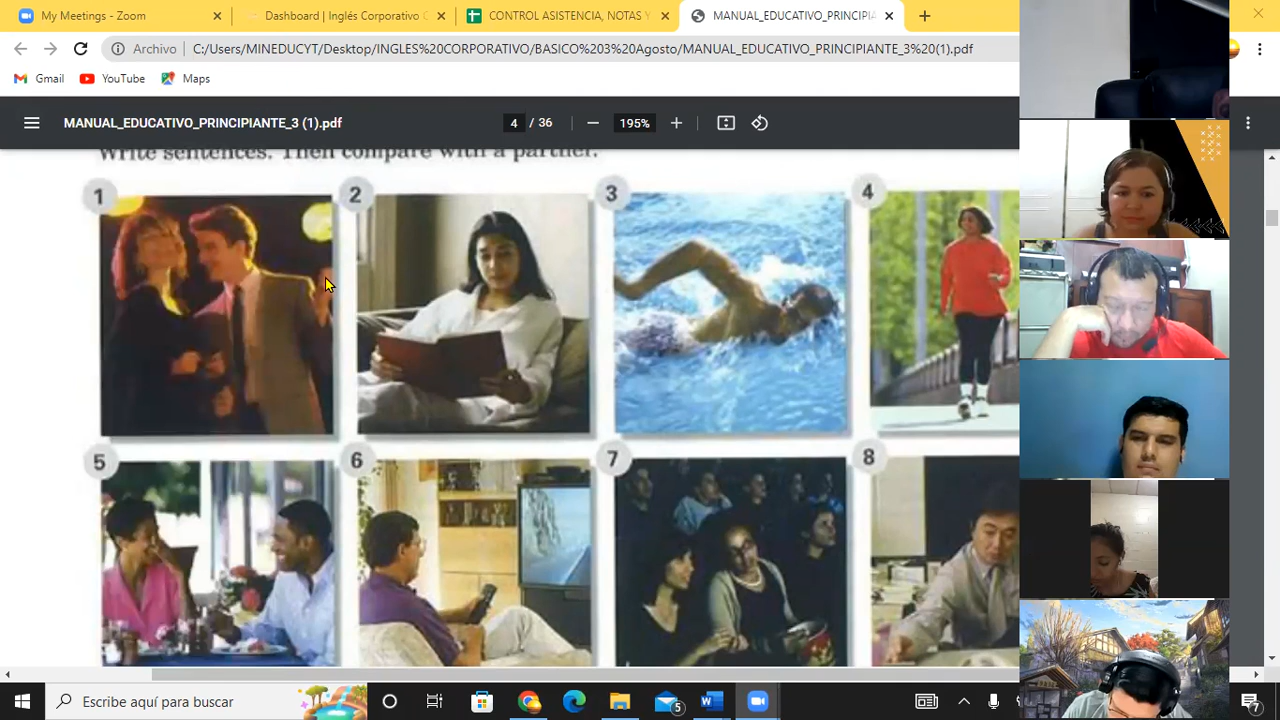 My Meetings - Zoom
Dashboard | Inglés Corporativo
CONTROL ASISTENCIA, NOTAS Y
MANUAL_EDUCATIVO_PRINCIPIA
Archivo
C:/Users/MINEDUCYT/Desktop/INGLES%20CORPORATIVO/BASICO%203%20Agosto/MANUAL_EDUCATIVO_PRINCIPIANTE_3%20(1).pdf
Gmail
YouTube
Maps
MANUAL_EDUCATIVO_PRINCIPIANTE_3 (1).pdf
4 / 36
195%
Write sentences. Then compare with a partner.
1
2
3
4
5
6
7
8
Escribe aquí para buscar
5
7